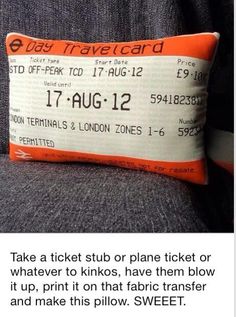 Day Travelcard
Ticket type Start Date Price
STD OFF-PEAK TCD 17·AUG·12 £9·10
Valid until
17·AUG·12 5941823811
Number
LONDON TERMINALS & LONDON ZONES 1-6
PERMITTED
Take a ticket stub or plane ticket or
whatever to kinkos, have them blow
it up, print it on that fabric transfer
and make this pillow. SWEEET.